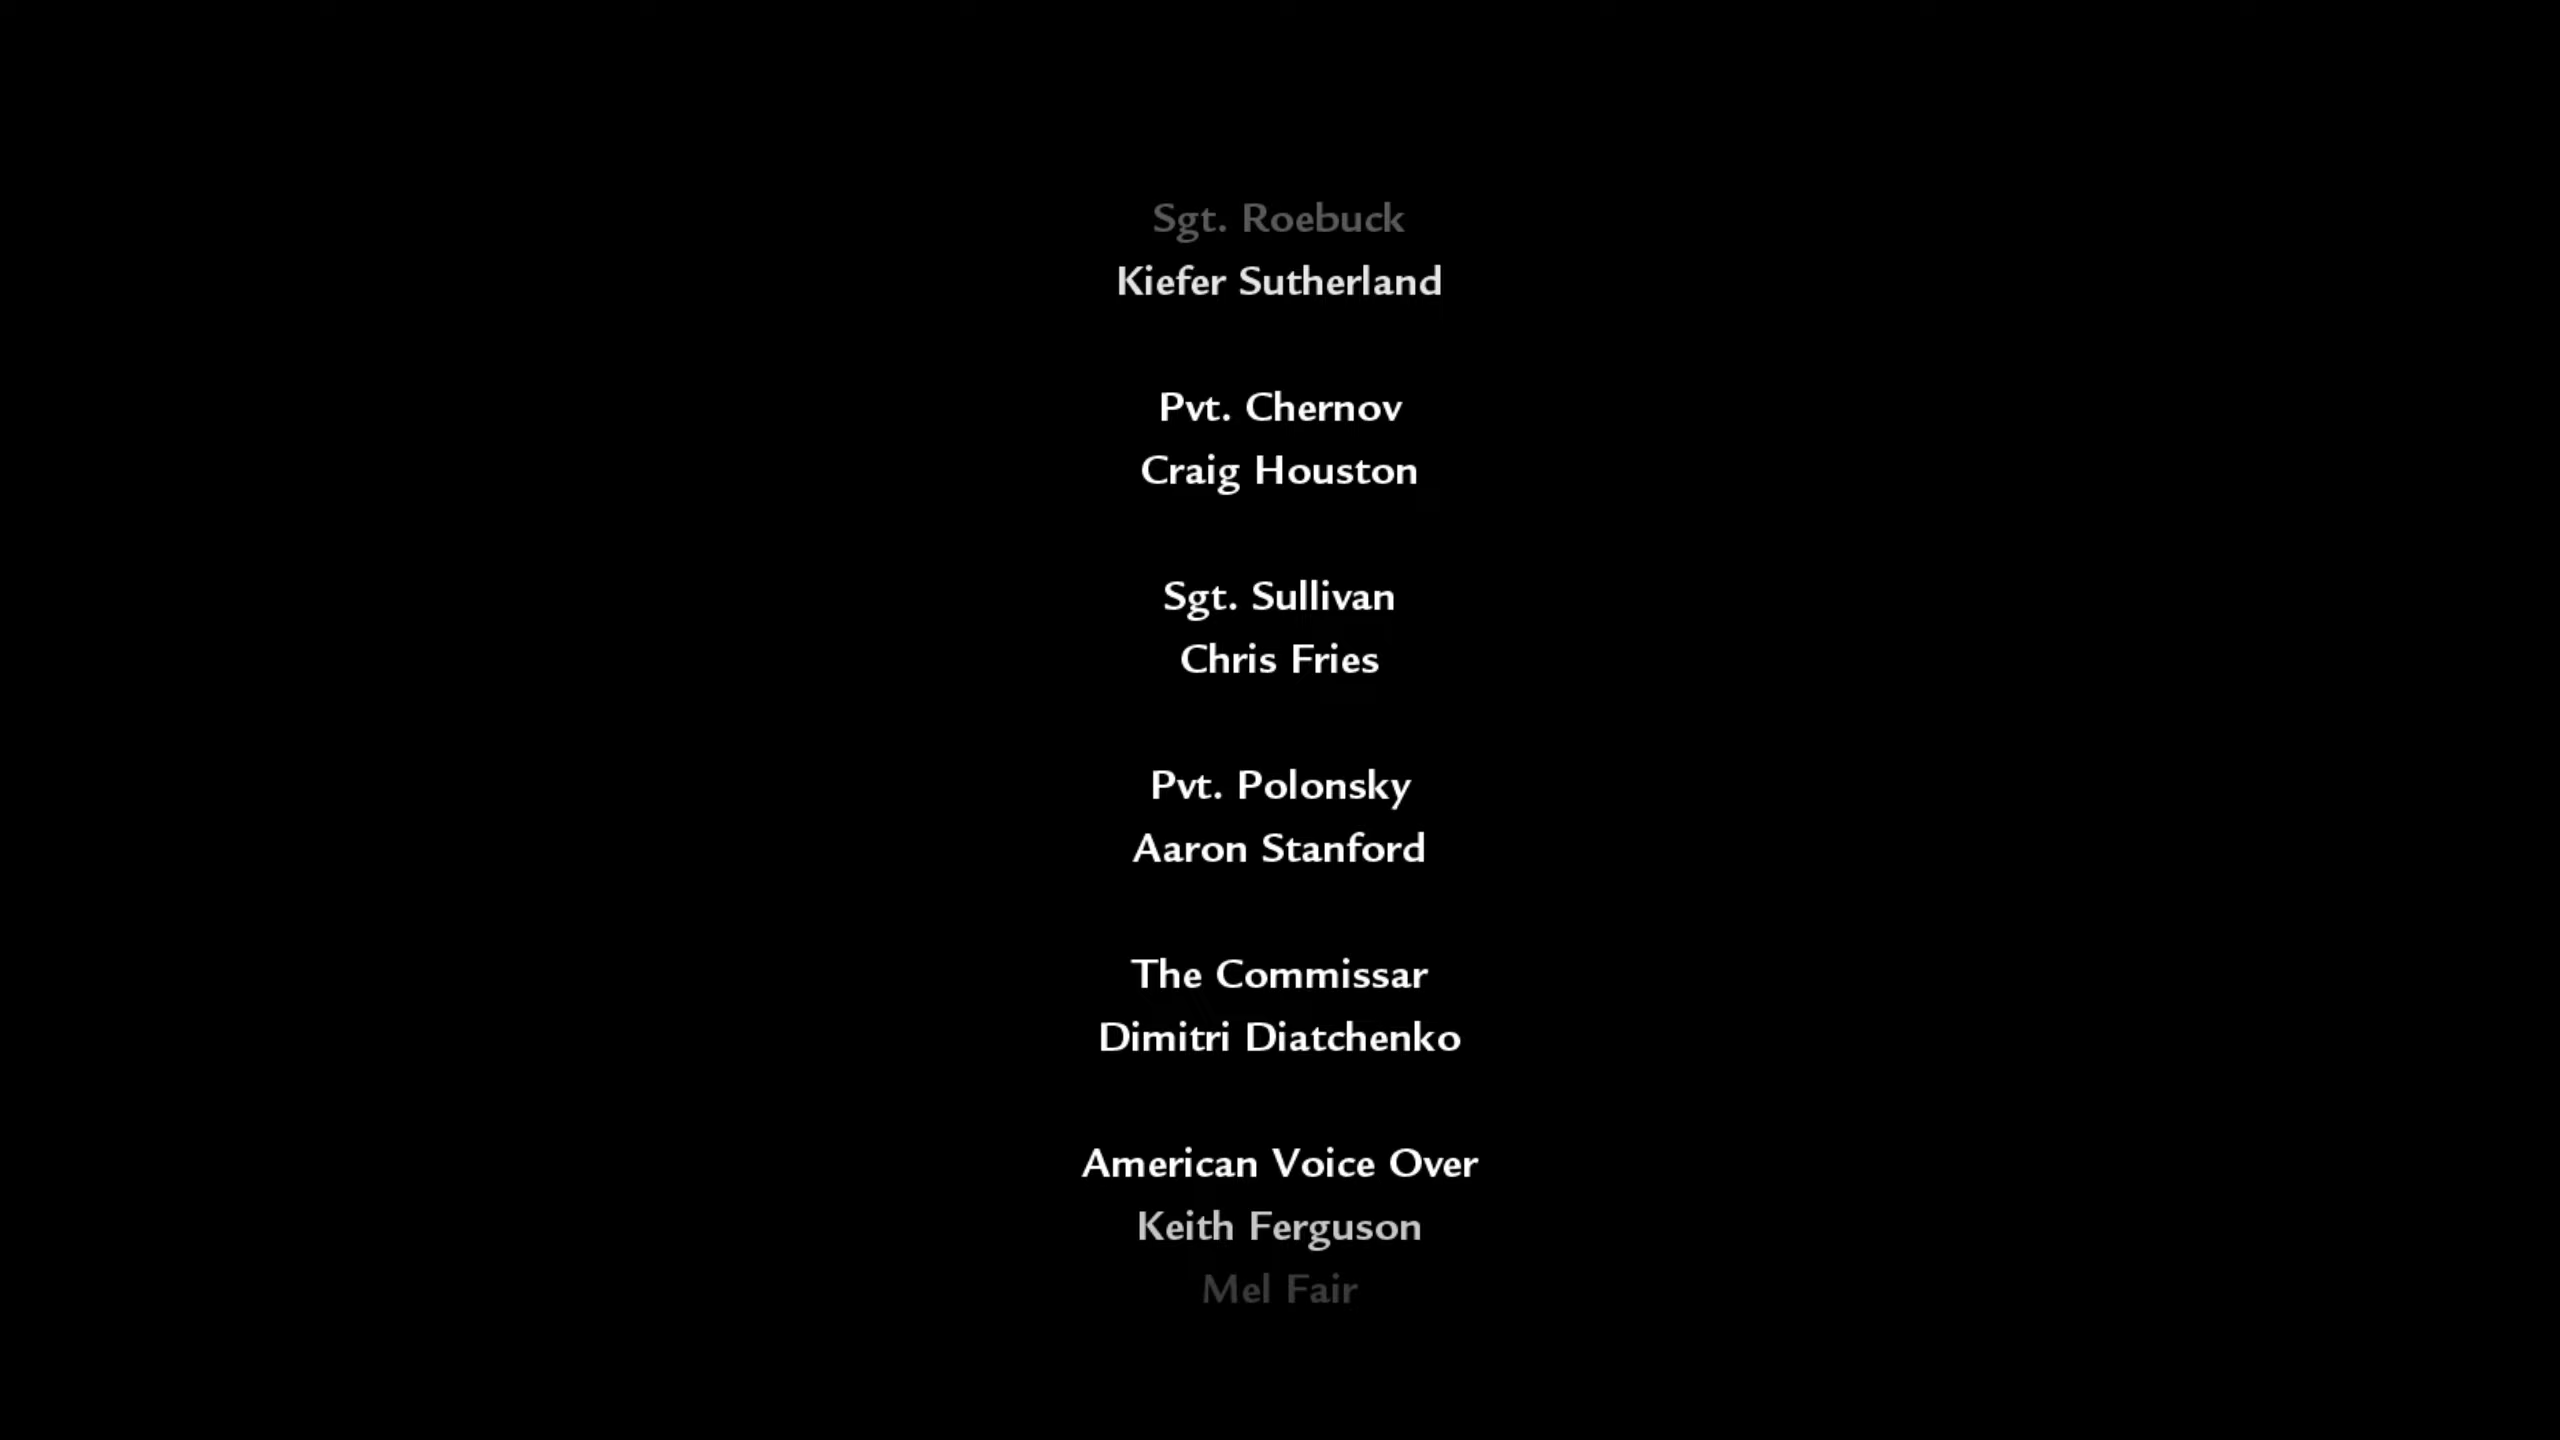 Sgt. Roebuck
Kiefer Sutherland
Pvt. Chernov
Craig Houston
Sgt. Sullivan
Chris Fries
Pvt. Polonsky
Aaron Stanford
The Commissar
Dimitri Diatchenko
American Voice Over
Keith Ferguson
Mel Fair